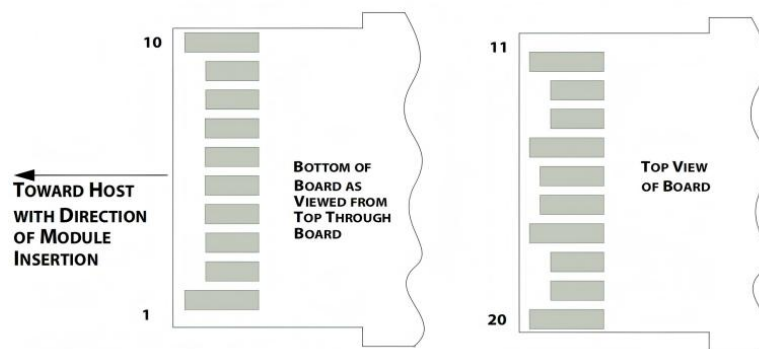 10
1
TOWARD HOST
WITH DIRECTION
OF MODULE
INSERTION
BOTTOM OF
BOARD AS
VIEWED FROM
TOP THROUGH
BOARD
11
20
TOP VIEW
OF BOARD